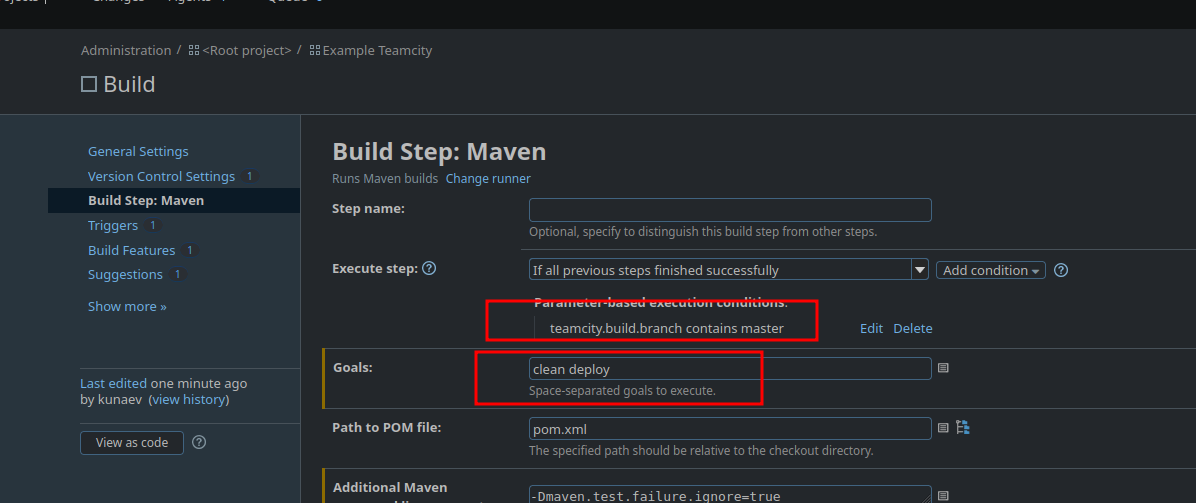 Changes Agents Queue
Administration / <Root project> / Example Teamcity
Build
General Settings
Version Control Settings 1
Build Step: Maven
Triggers 1
Build Features 1
Suggestions 1
Show more »
Last edited one minute ago
by kunaev (view history)
View as code
Build Step: Maven
Runs Maven builds Change runner
Step name:
Optional, specify to distinguish this build step from other steps.
Execute step:
If all previous steps finished successfully
Add condition
Parameter-based execution conditions:
teamcity.build.branch contains master
Edit Delete
Goals:
clean deploy
Space-separated goals to execute.
Path to POM file:
pom.xml
The specified path should be relative to the checkout directory.
Additional Maven
-Dmaven.test.failure.ignore=true